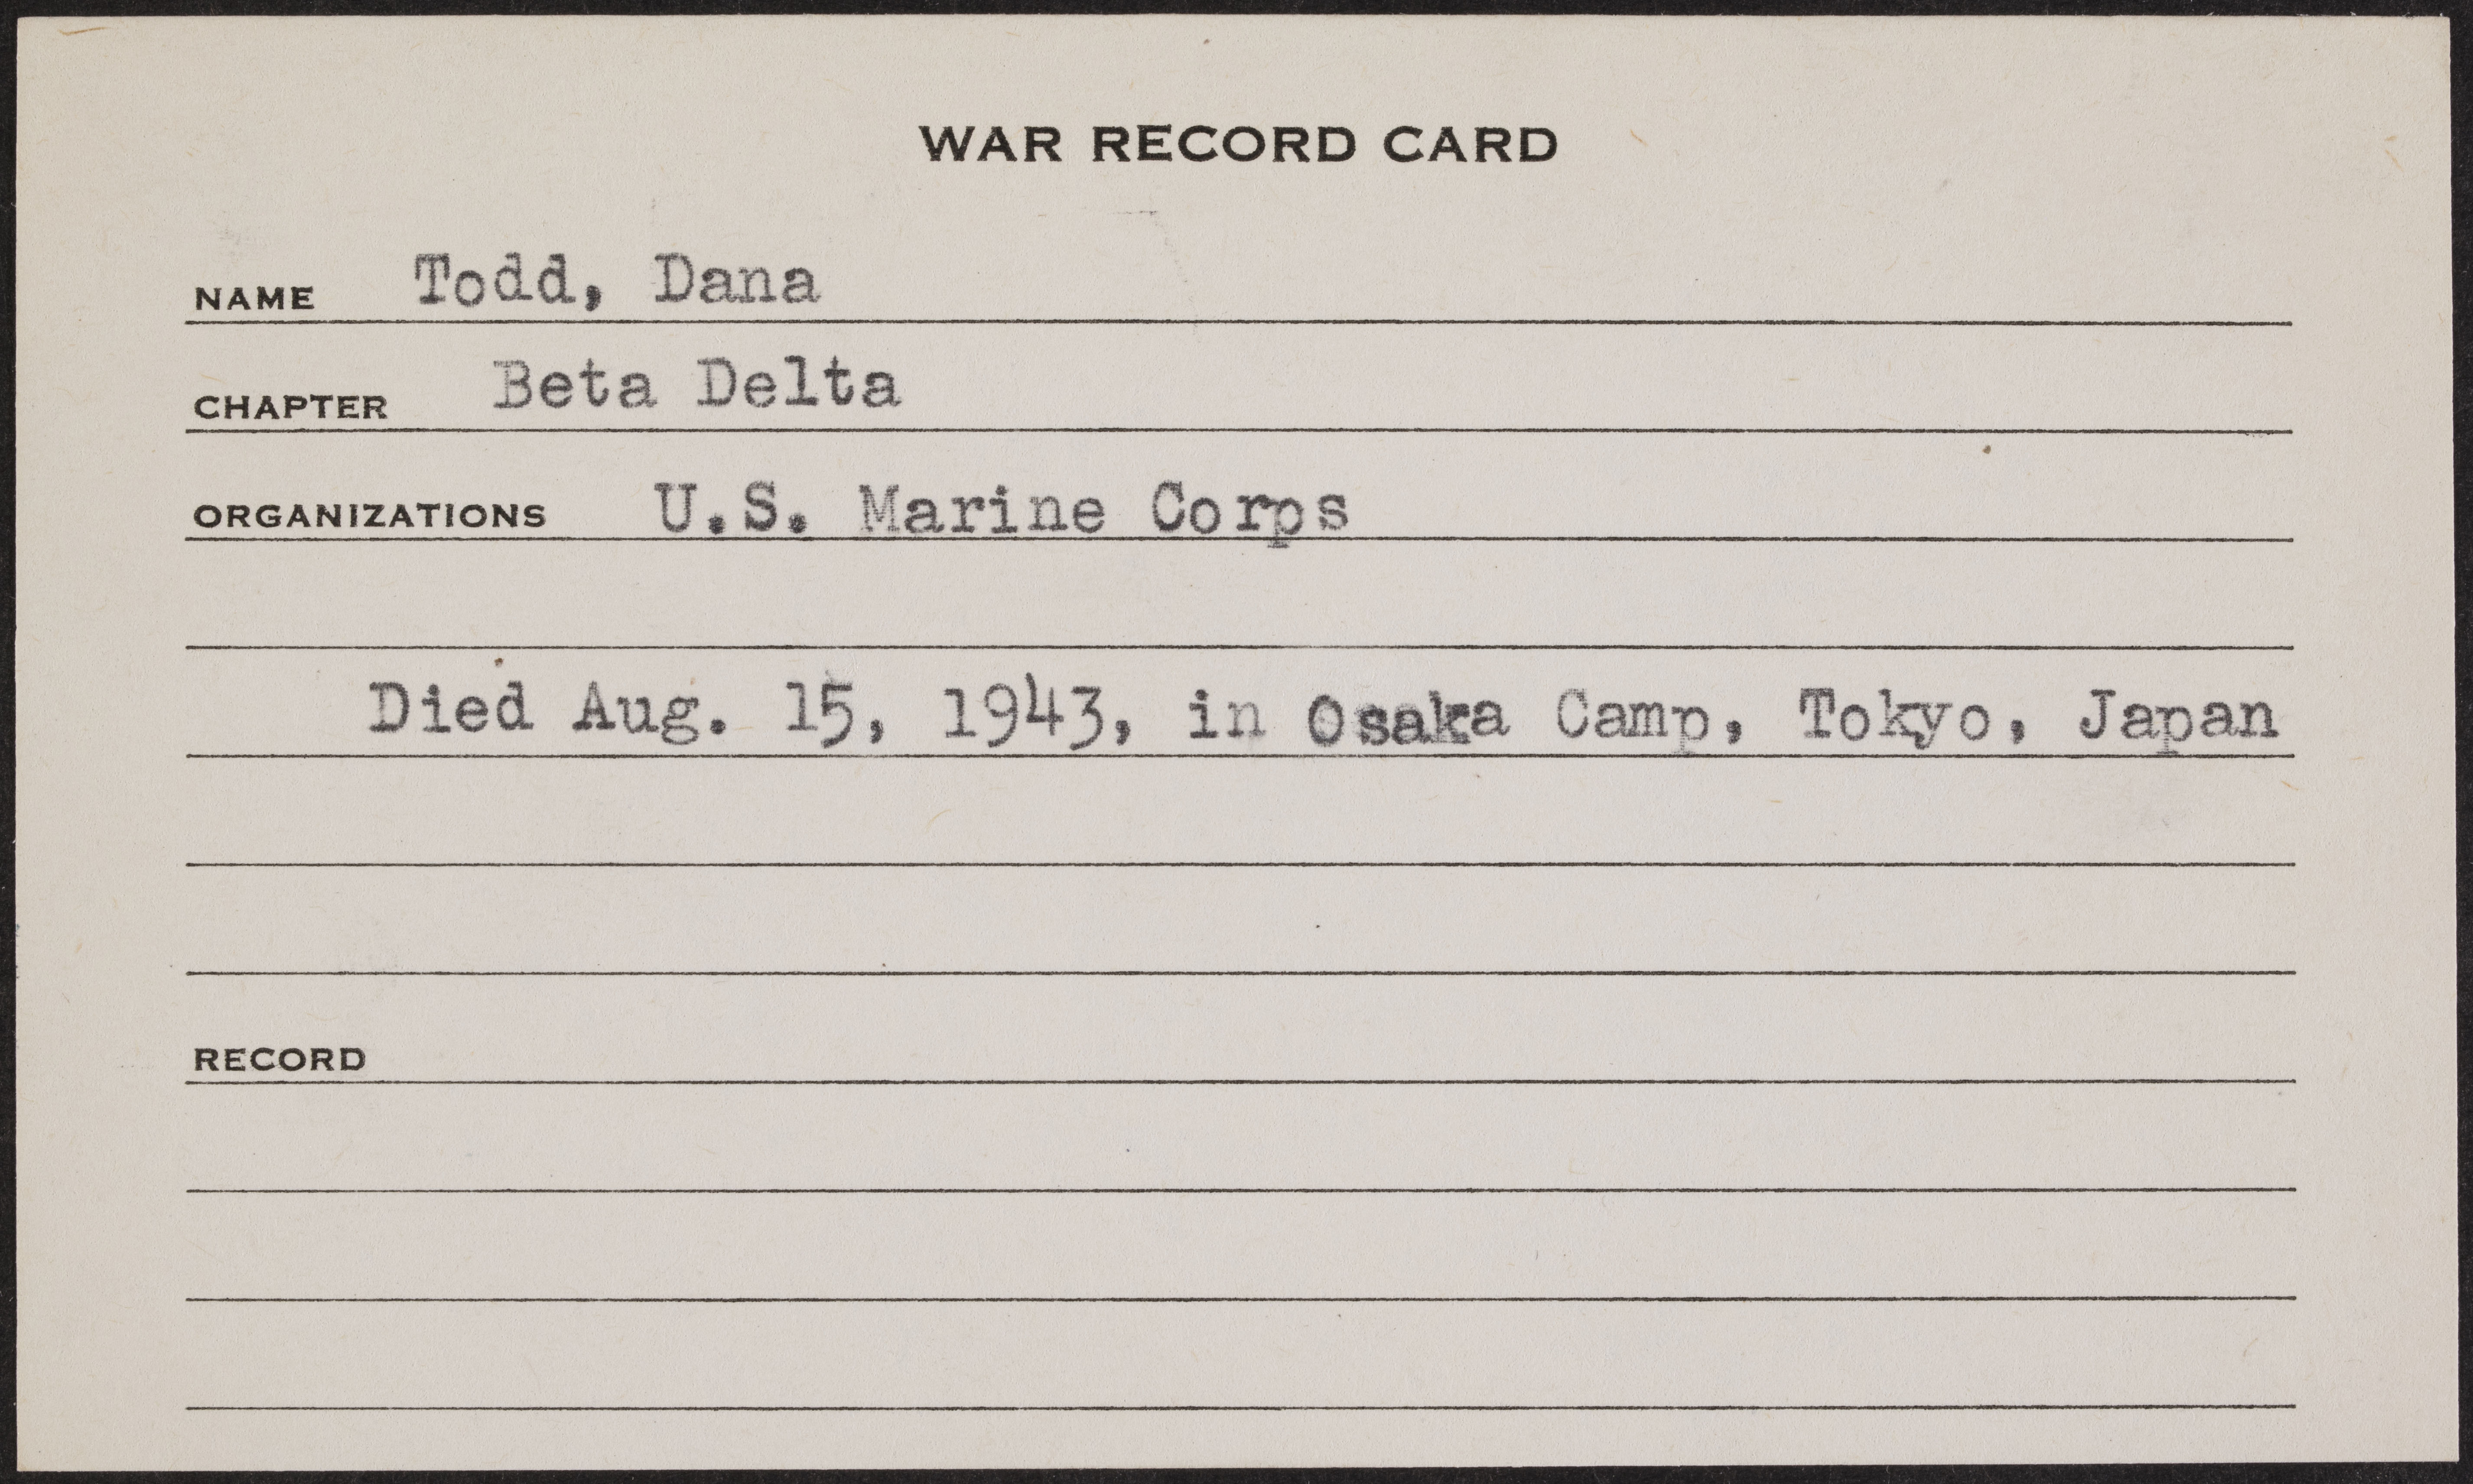 WAR RECORD CARD
NAME Todd, Dana
CHAPTER Beta Delta
ORGANIZATIONS U.S. Marine Corps
Died Aug. 15, 1943, in Osaka Camp, Tokyo, Japan
RECORD